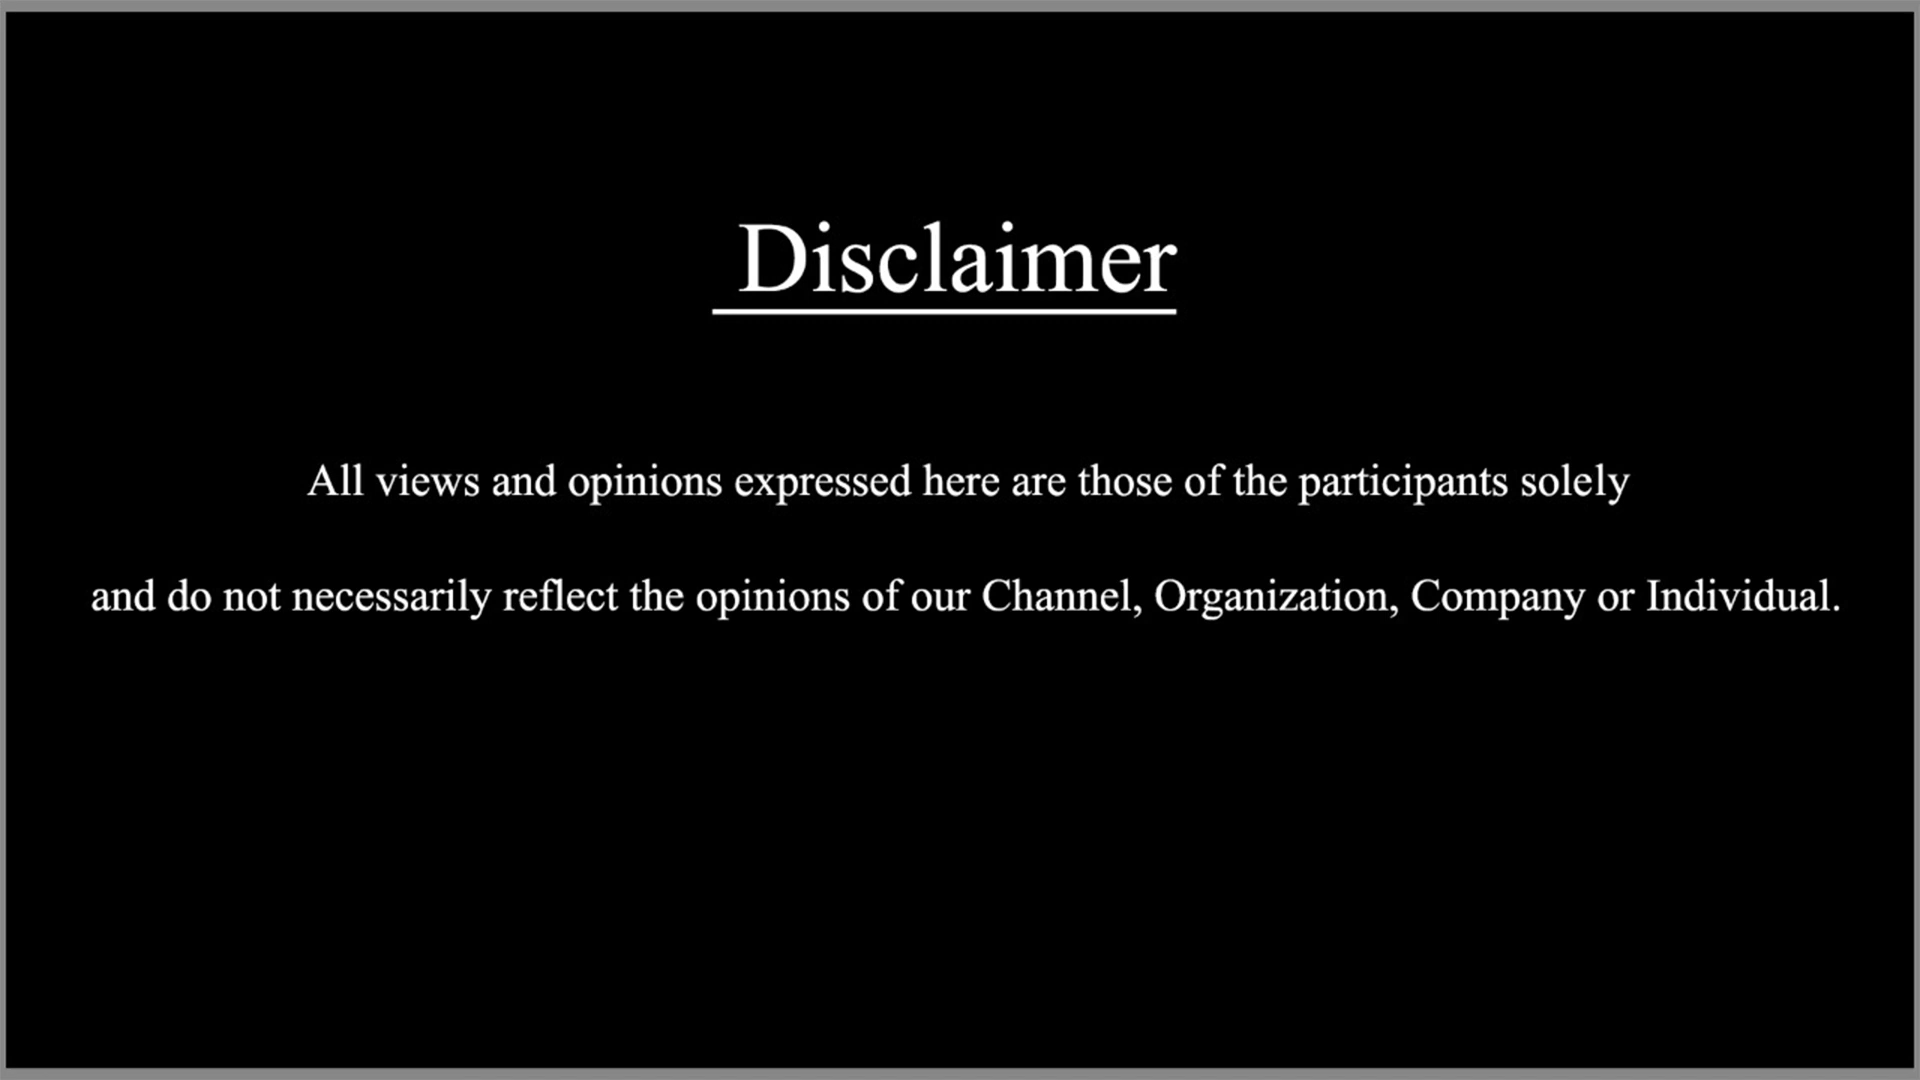 Disclaimer
All views and opinions expressed here are those of the participants solely
and do not necessarily reflect the opinions of our Channel, Organization, Company or Individual.